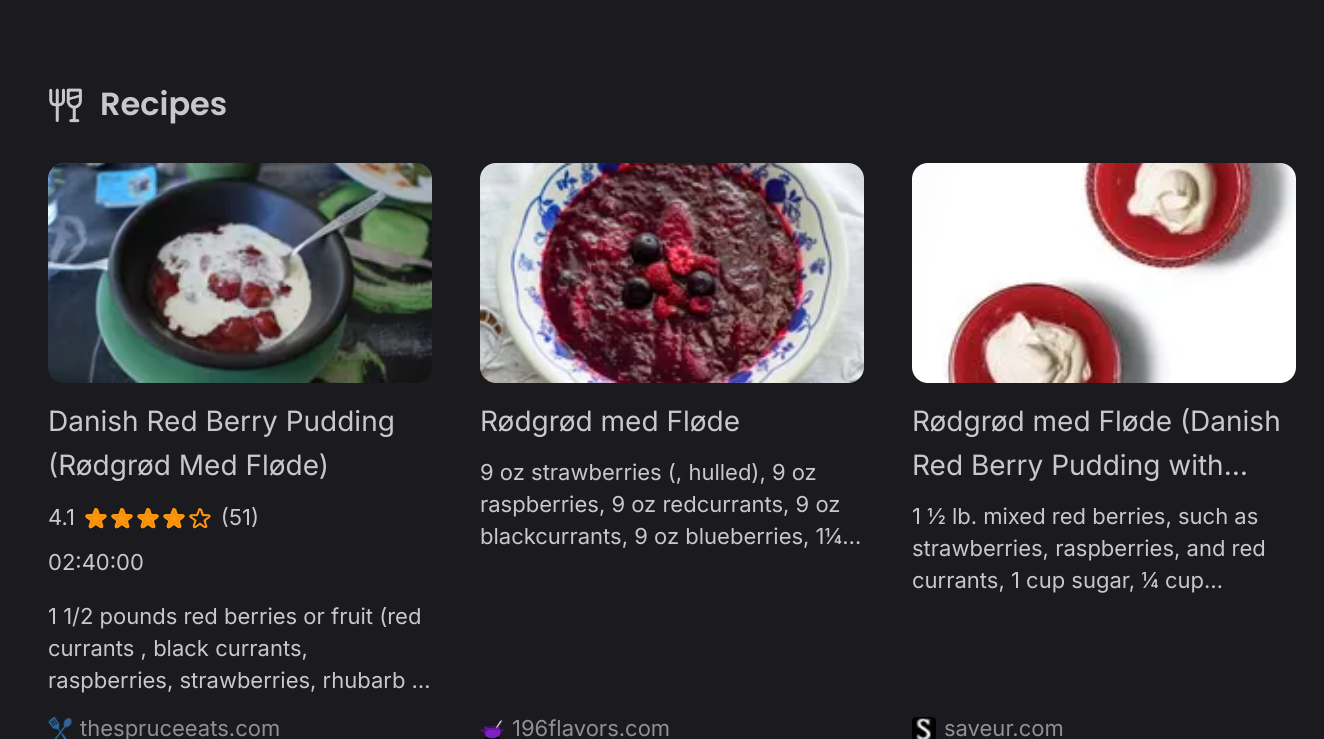 Recipes
Danish Red Berry Pudding
(Rødgrød Med Fløde)
4.1 (51)
02:40:00
1 1/2 pounds red berries or fruit (red
currants , black currants,
raspberries, strawberries, rhubarb ...
thespruceeats.com
Rødgrød med Fløde
9 oz strawberries (, hulled), 9 oz
raspberries, 9 oz redcurrants, 9 oz
blackcurrants, 9 oz blueberries, 1¼...
196flavors.com
Rødgrød med Fløde (Danish
Red Berry Pudding with...
1 ½ lb. mixed red berries, such as
strawberries, raspberries, and red
currants, 1 cup sugar, ¼ cup...
S saveur.com